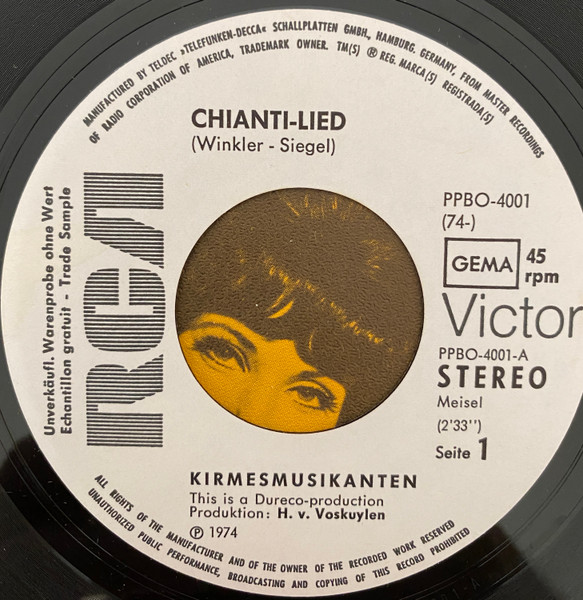 MANUFACTURED BY TELDEC »TELEFUNKEN-DECCA« SCHALLPLATTEN GMBH., HAMBURG. GERMANY, FROM MASTER RECORDINGS
OF RADIO CORPORATION OF AMERICA, TRADEMARK OWNER. TM(S) ® REG. MARCA(S) REGISTRADA(S)
CHIANTI-LIED
(Winkler - Siegel)
Unverkäufl. Warenprobe ohne Wert
Echantillon gratuit - Trade Sample
RCA
PPBO-4001
(74-)
GEMA
45
rpm
Victor
PPBO-4001-A
STEREO
Meisel
(2'33'')
Seite 1
KIRMESMUSIKANTEN
This is a Dureco-production
Produktion: H. v. Voskuylen
℗ 1974
ALL RIGHTS OF THE MANUFACTURER AND OF THE OWNER OF THE RECORDED WORK RESERVED
UNAUTHORIZED PUBLIC PERFORMANCE, BROADCASTING AND COPYING OF THIS RECORD PROHIBITED